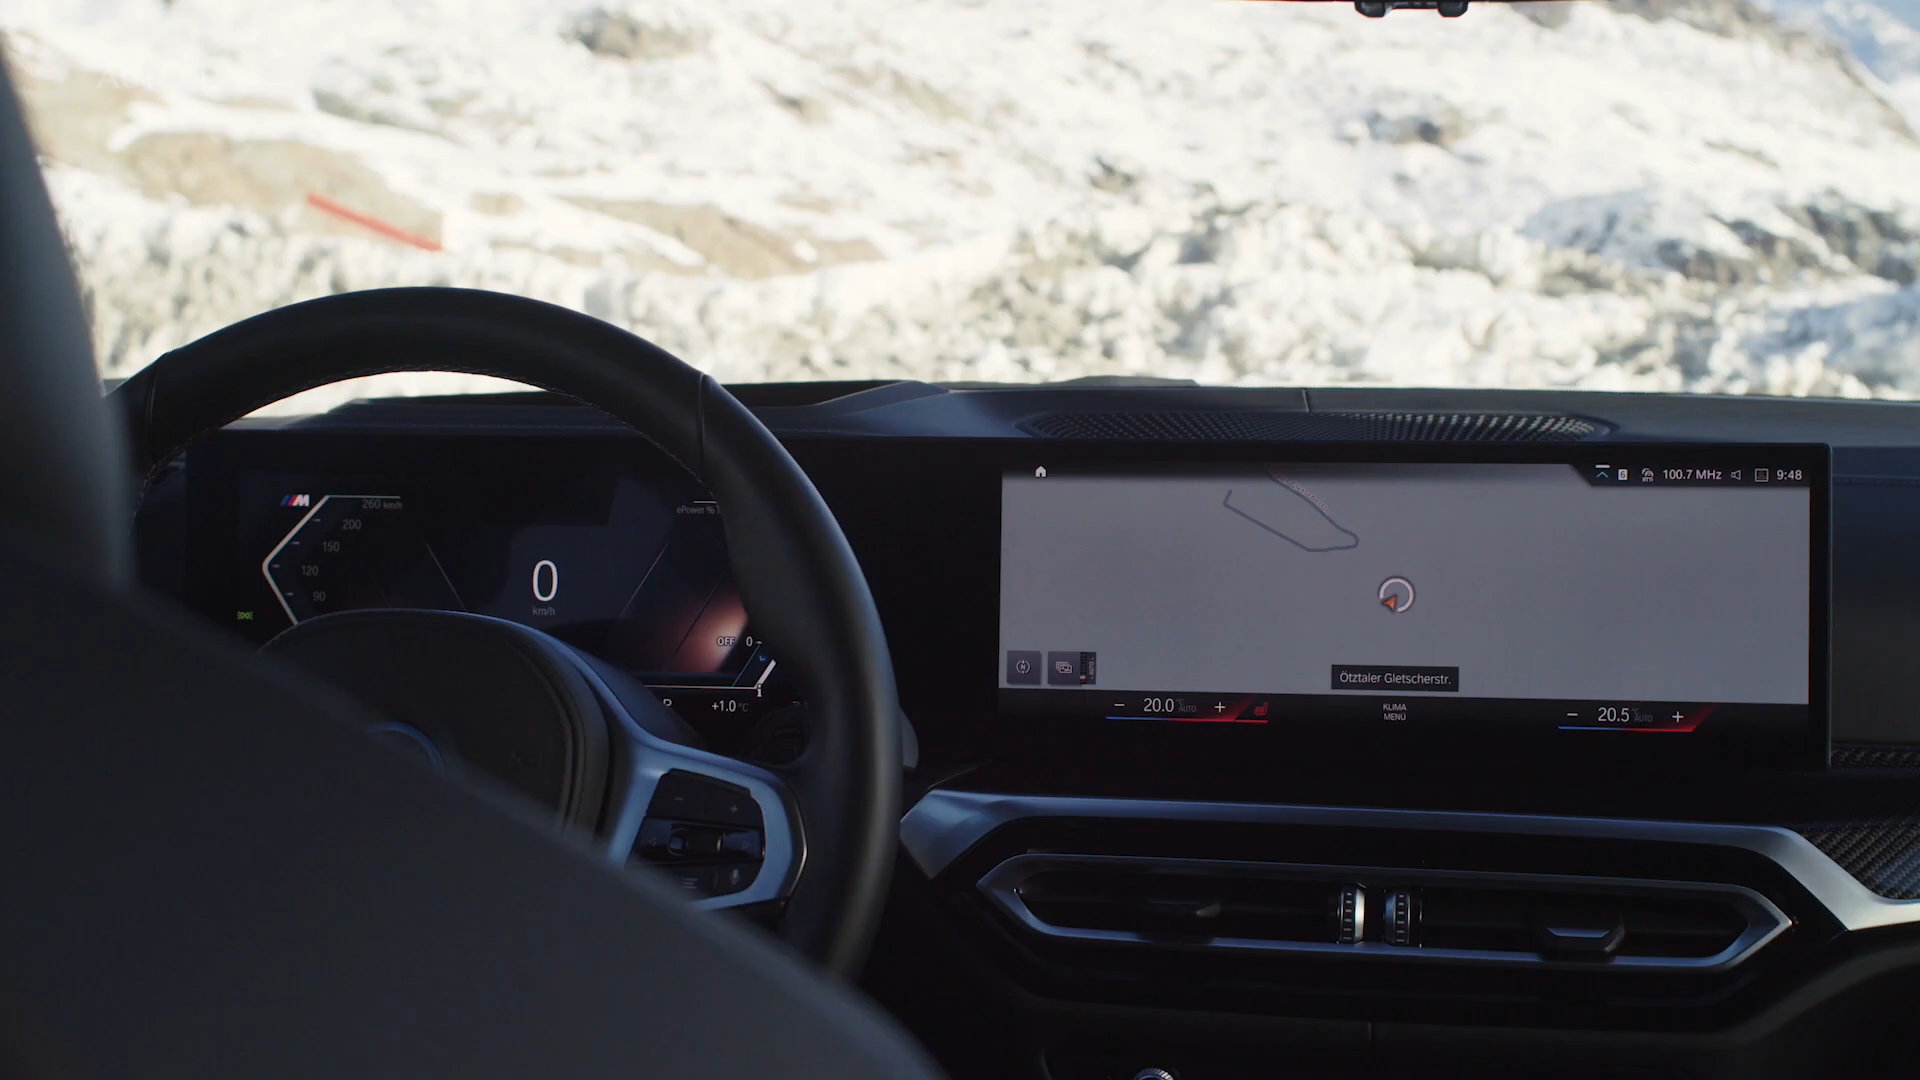 M
260 km/h
200
150
120
90
ePower %
0
km/h
OFF 0
+1.0 °C
6
100.7 MHz
9:48
N
Ötztaler Gletscherstr.
− 20.0 °C AUTO +
KLIMA
MENÜ
− 20.5 °C AUTO +